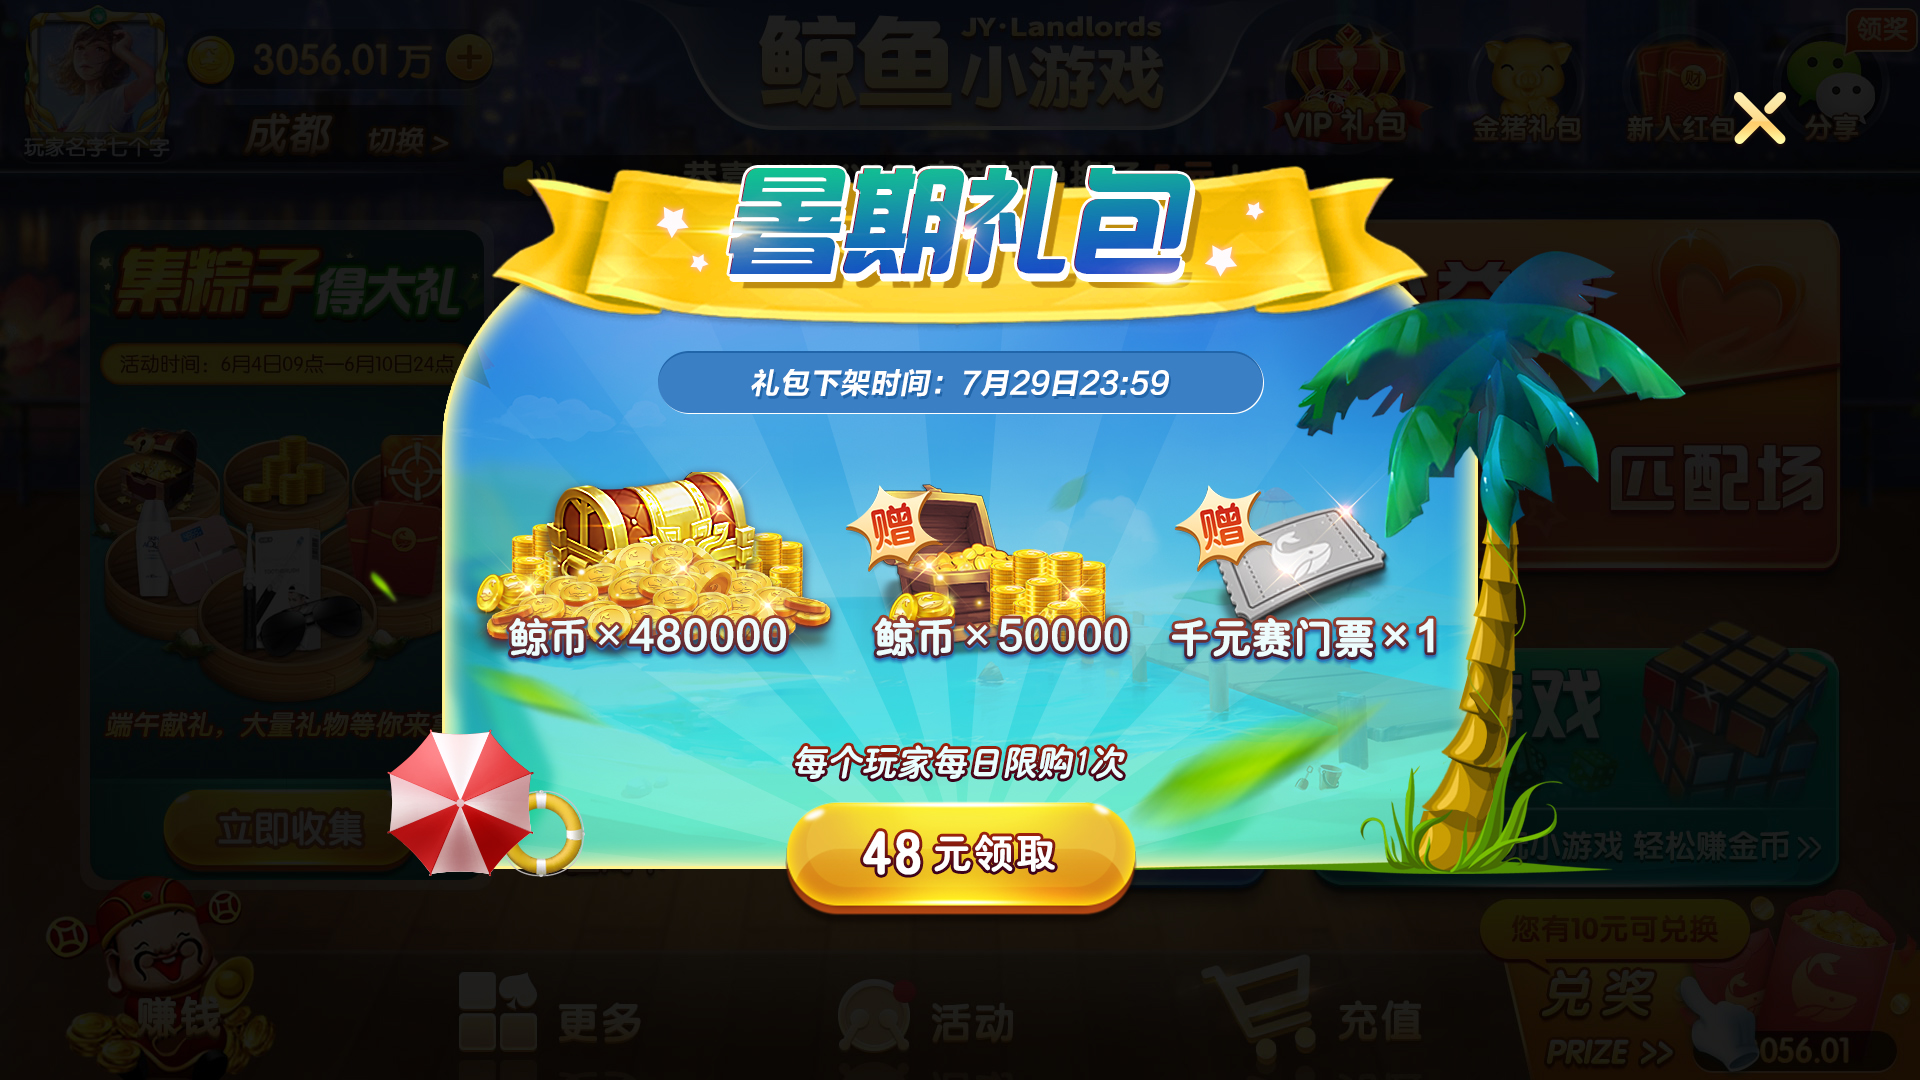 3056.01万
鲸鱼
JY·Landlords
小游戏
领奖
玩家名字七个字
成都
切换 >
VIP 礼包
金猪礼包
新人红包
分享
暑期礼包
集粽子得大礼
活动时间：6月4日09点—6月10日24点
礼包下架时间：7月29日23:59
匹配场
赠
赠
鲸币×480000
鲸币×50000
千元赛门票×1
端午献礼，大量礼物等你来
每个玩家每日限购1次
立即收集
48元领取
小游戏 轻松赚金币>>
您有10元可兑换
赚钱
更多
活动
充值
兑奖
PRIZE >>
056.01